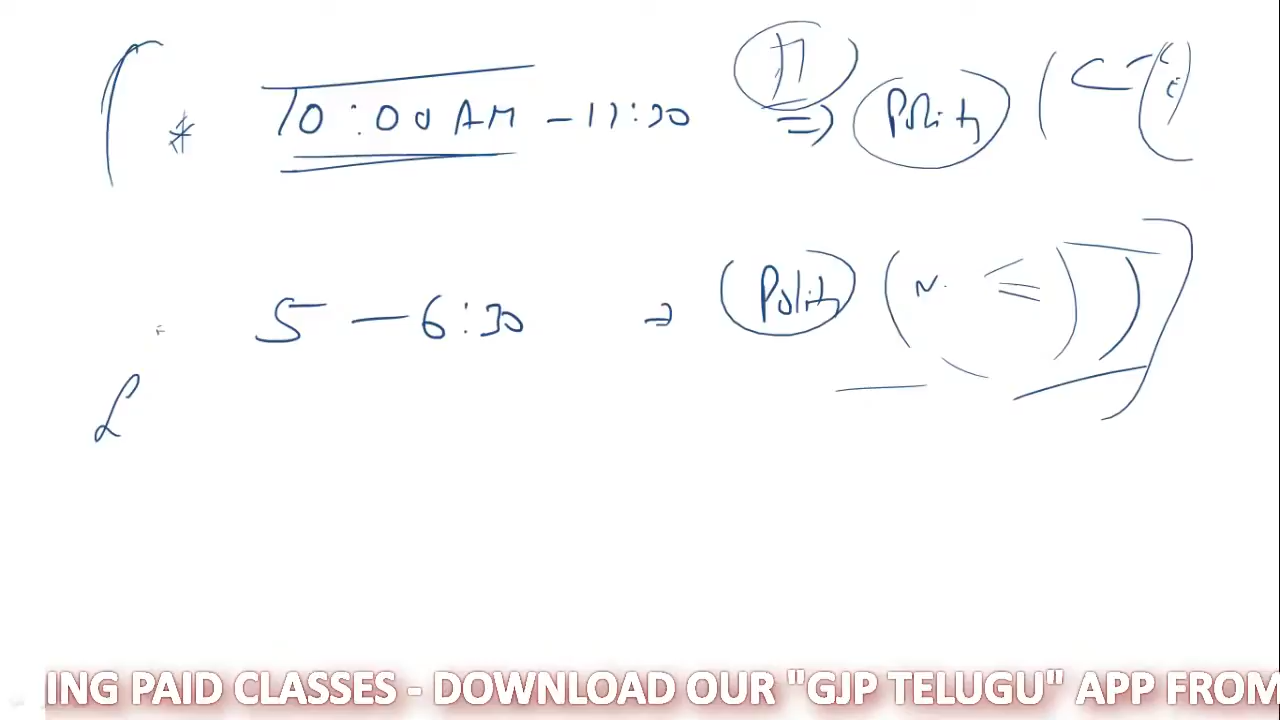 * 10:00 AM - 11:30 => Polity (C-
5 - 6:30 → (Polity) (N.
ING PAID CLASSES - DOWNLOAD OUR "GJP TELUGU" APP FROM